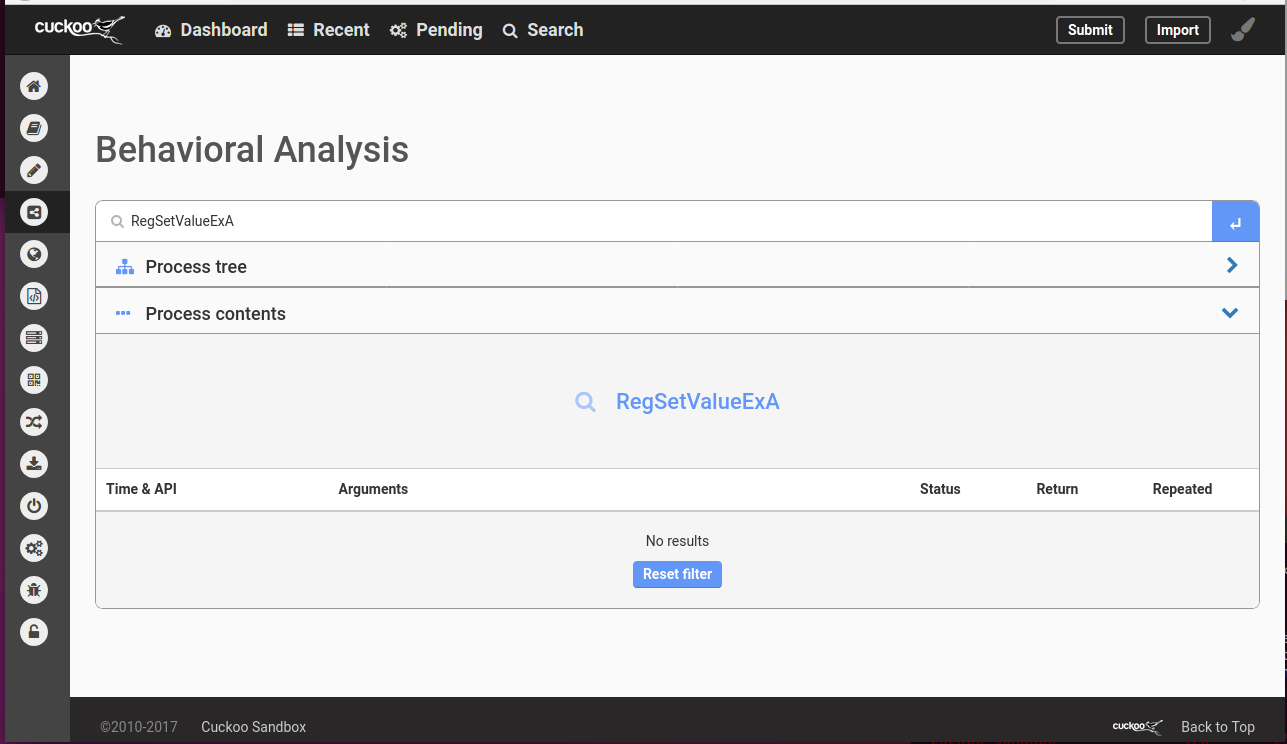 cuckoo Dashboard Recent Pending Search Submit Import
Behavioral Analysis
RegSetValueExA
Process tree
Process contents
RegSetValueExA
Time & API Arguments Status Return Repeated
No results
Reset filter
©2010-2017 Cuckoo Sandbox cuckoo Back to Top